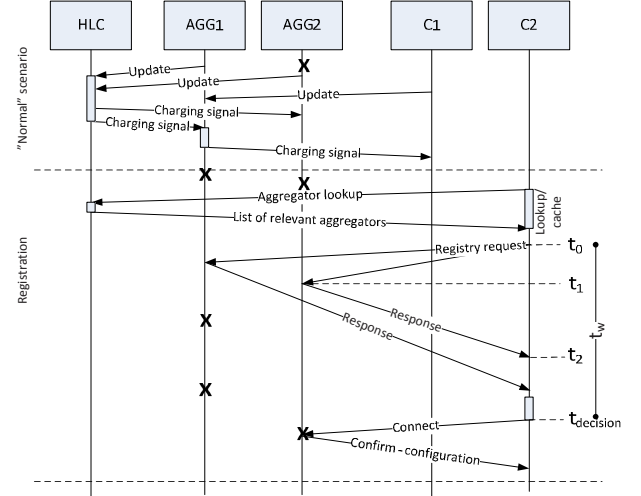 HLC
AGG1
AGG2
C1
C2
"Normal" scenario
X
Update
Update
Update
Charging signal
Charging signal
Charging signal
X
X
Aggregator lookup
List of relevant aggregators
Lookup/
cache
Registration
Registry request
t0
t1
X
Response
Response
tw
t2
X
tdecision
Connect
X
Confirm-configuration